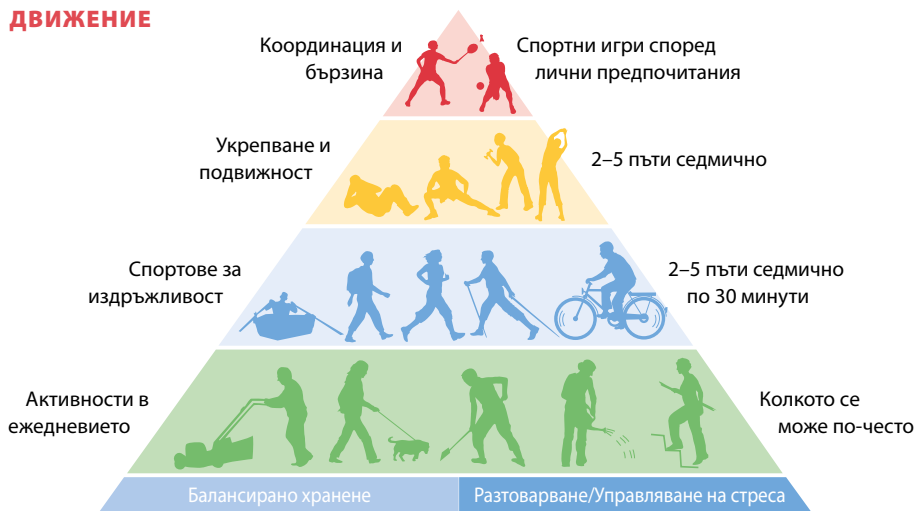 ДВИЖЕНИЕ
Координация и
бързина
Спортни игри според
лични предпочитания
Укрепване и
подвижност
2–5 пъти седмично
Спортове за
издръжливост
2–5 пъти седмично
по 30 минути
Активности в
ежедневието
Колкото се
може по-често
Балансирано хранене
Разтоварване/Управляване на стреса